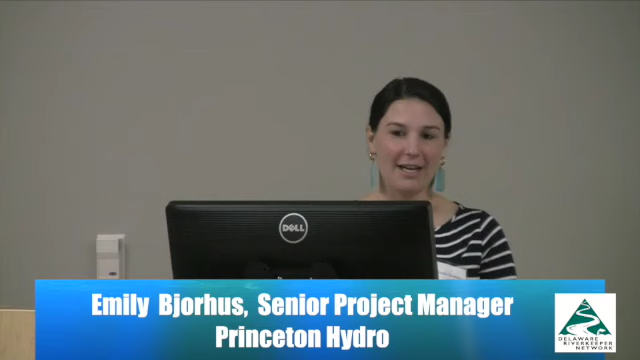 DELL
Emily Bjorhus, Senior Project Manager
Princeton Hydro
DELAWARE
RIVERKEEPER
NETWORK